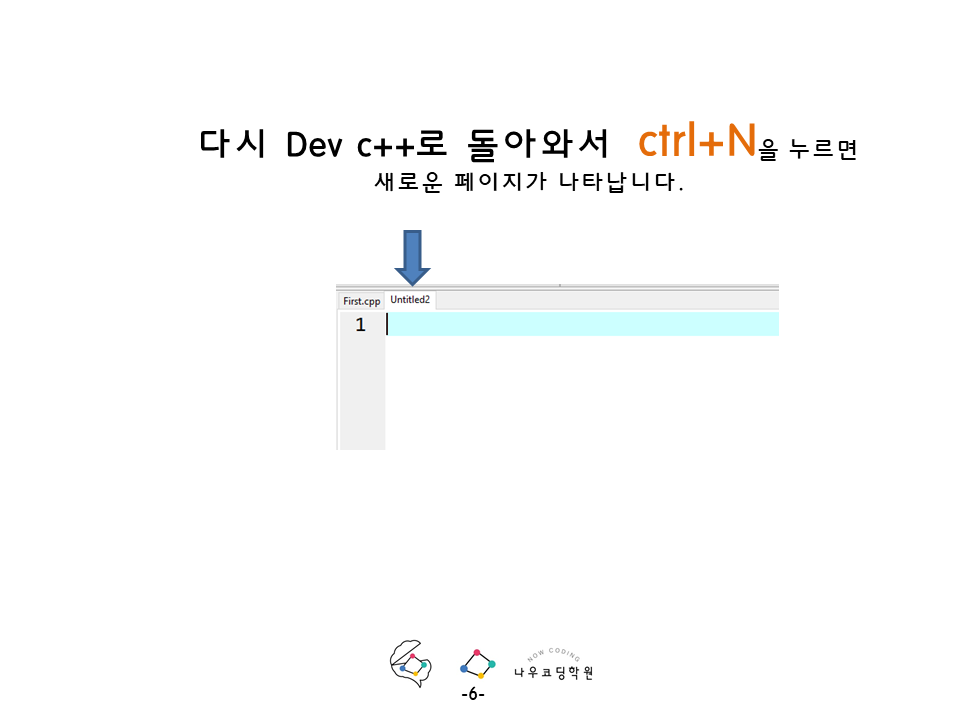 다시 Dev c++로 돌아와서 ctrl+N을 누르면
새로운 페이지가 나타납니다.
First.cpp Untitled2
1
NOW CODING
나우코딩학원
-6-